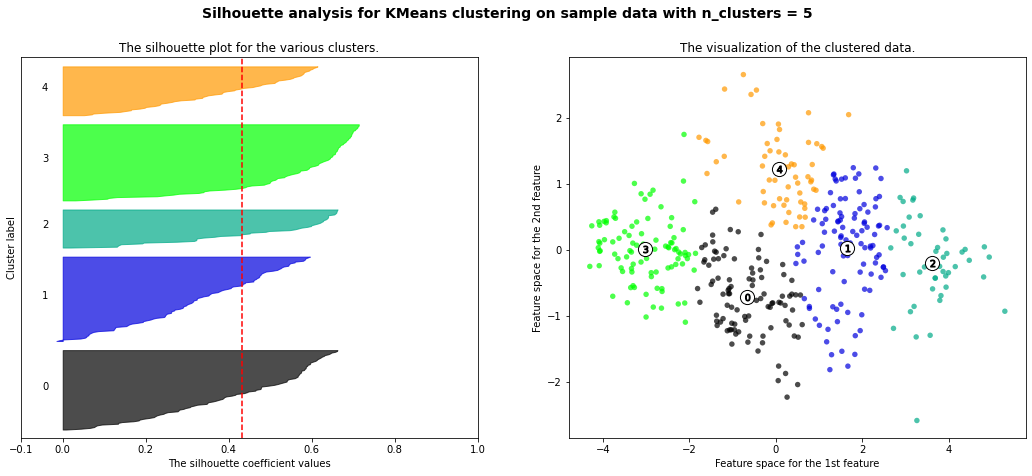 Silhouette analysis for KMeans clustering on sample data with n_clusters = 5
The silhouette plot for the various clusters.
Cluster label
4
3
2
1
0
-0.1 0.0 0.2 0.4 0.6 0.8 1.0
The silhouette coefficient values
The visualization of the clustered data.
Feature space for the 2nd feature
2
1
0
−1
−2
4
3
1
2
0
−4 −2 0 2 4
Feature space for the 1st feature